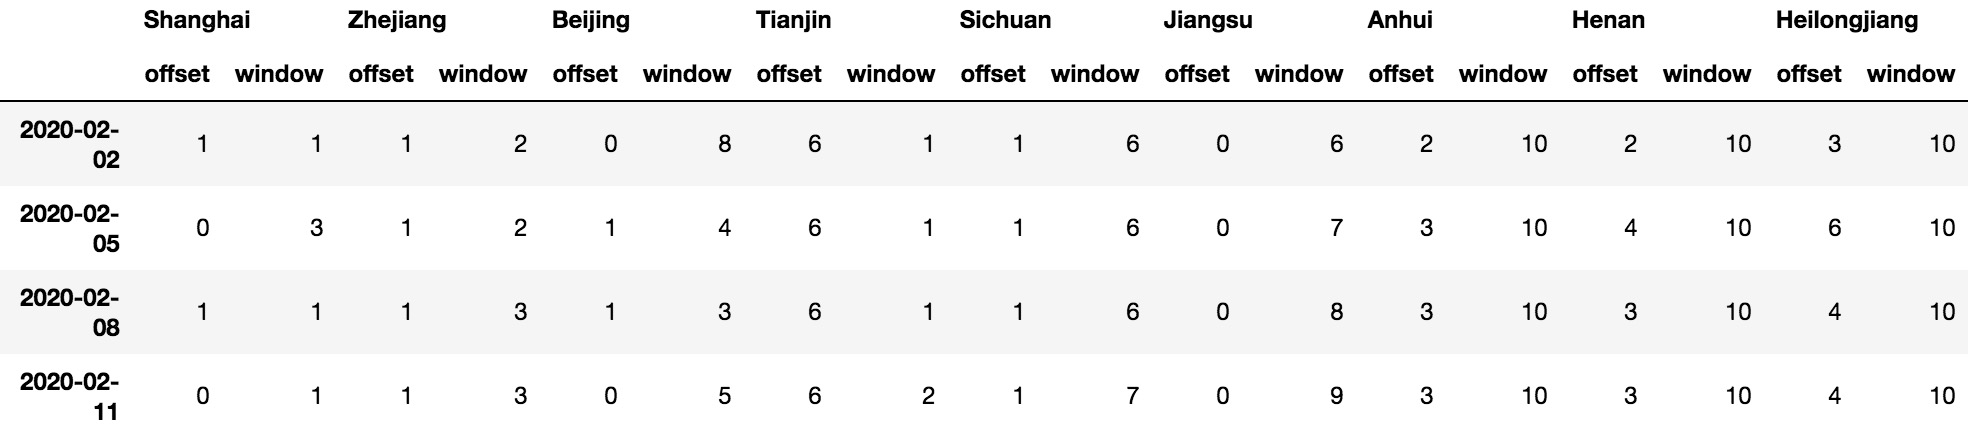 Shanghai Zhejiang Beijing Tianjin Sichuan Jiangsu Anhui Henan Heilongjiang
offset window offset window offset window offset window offset window offset window offset window offset window offset window
2020-02-
02 1 1 1 2 0 8 6 1 1 6 0 6 2 10 2 10 3 10
2020-02-
05 0 3 1 2 1 4 6 1 1 6 0 7 3 10 4 10 6 10
2020-02-
08 1 1 1 3 1 3 6 1 1 6 0 8 3 10 3 10 4 10
2020-02-
11 0 1 1 3 0 5 6 2 1 7 0 9 3 10 3 10 4 10